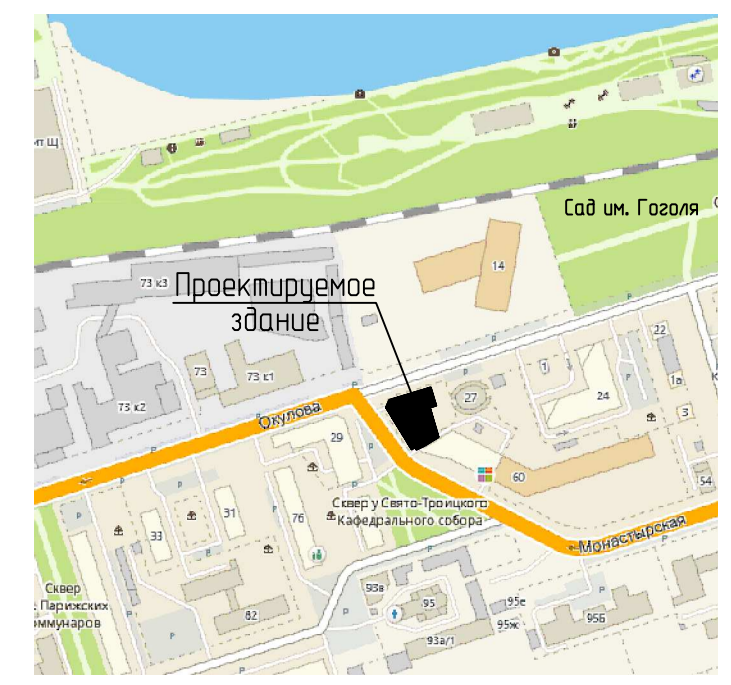 ит Щ
Сад им. Гоголя
С
14
73 к3
Проектируемое
здание
Р
22
1
73
73 к1
1а
24
27
73 к2
3
Р
Р
Окулова
29
Р
60
54
Сквер у Свято-Троицкого
Кафедрального собора
76
31
33
Монастырская
Сквер
. Парижских
оммунаров
93в
95
95е
82
Р
Р
95ж
95Б
Р
93а/1